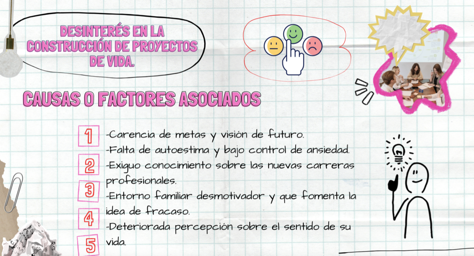 DESINTERÉS EN LA
CONSTRUCCIÓN DE PROYECTOS
DE VIDA.
CAUSAS O FACTORES ASOCIADOS
1
-Carencia de metas y visión de futuro.
-Falta de autoestima y bajo control de ansiedad.
2
-Exiguo conocimiento sobre las nuevas carreras
profesionales.
3
-Entorno familiar desmotivador y que fomenta la
idea de fracaso.
4
-Deteriorada percepción sobre el sentido de su
vida.
5